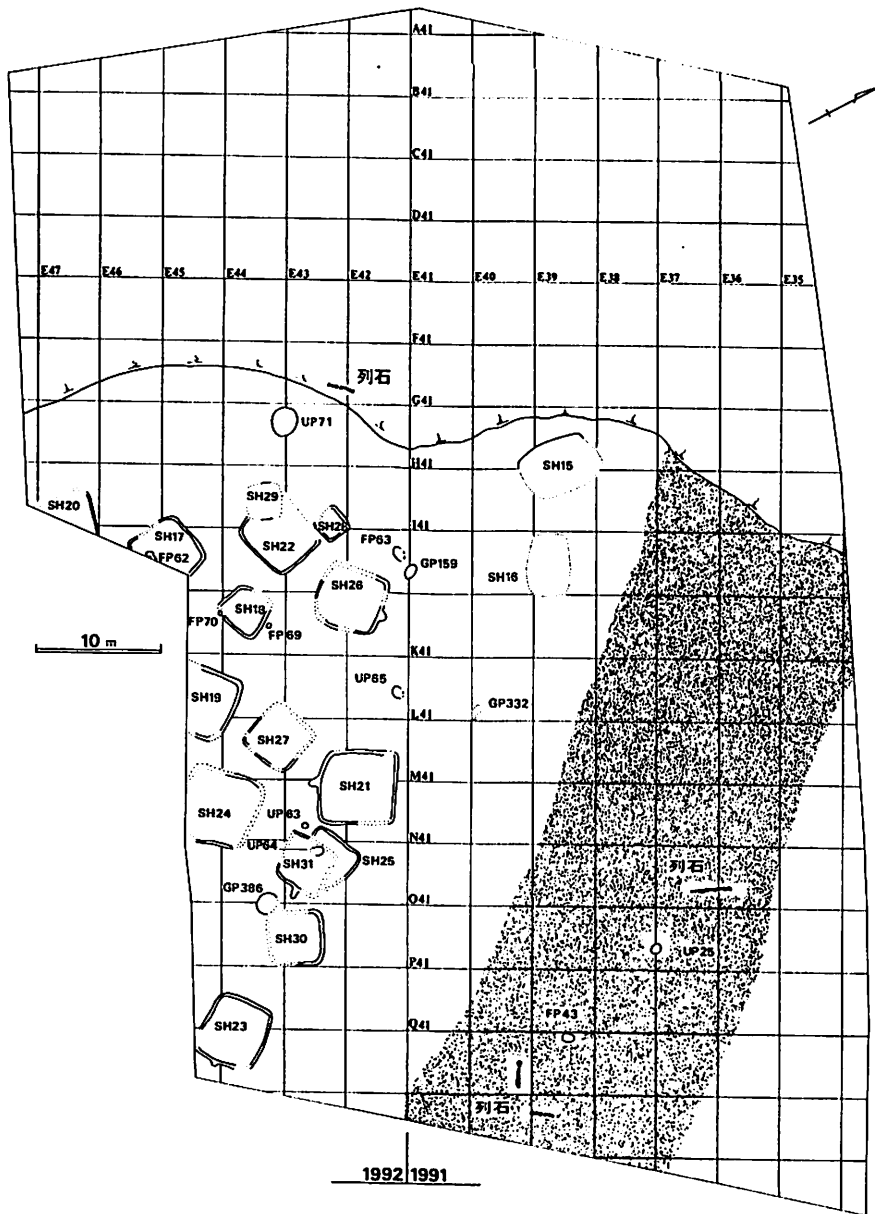 A41
B41
C41
D41
E47 E46 E45 E44 E43 E42 E41 E40 E39 E38 E37 E36 E35
F41
列石
G41
UP71
H41
SH15
SH29
SH20
I41
SH17
SH28
SH22
FP63
FP62
GP159
SH16
SH26
SH18
FP70
FP69
10 m
K41
UP65
SH19
GP332
L41
SH27
M41
SH21
SH24
UP63
N41
UP64
SH31
SH25
列石
GP386
O41
SH30
UP25
P41
FP43
SH23
Q41
列石
1992 1991